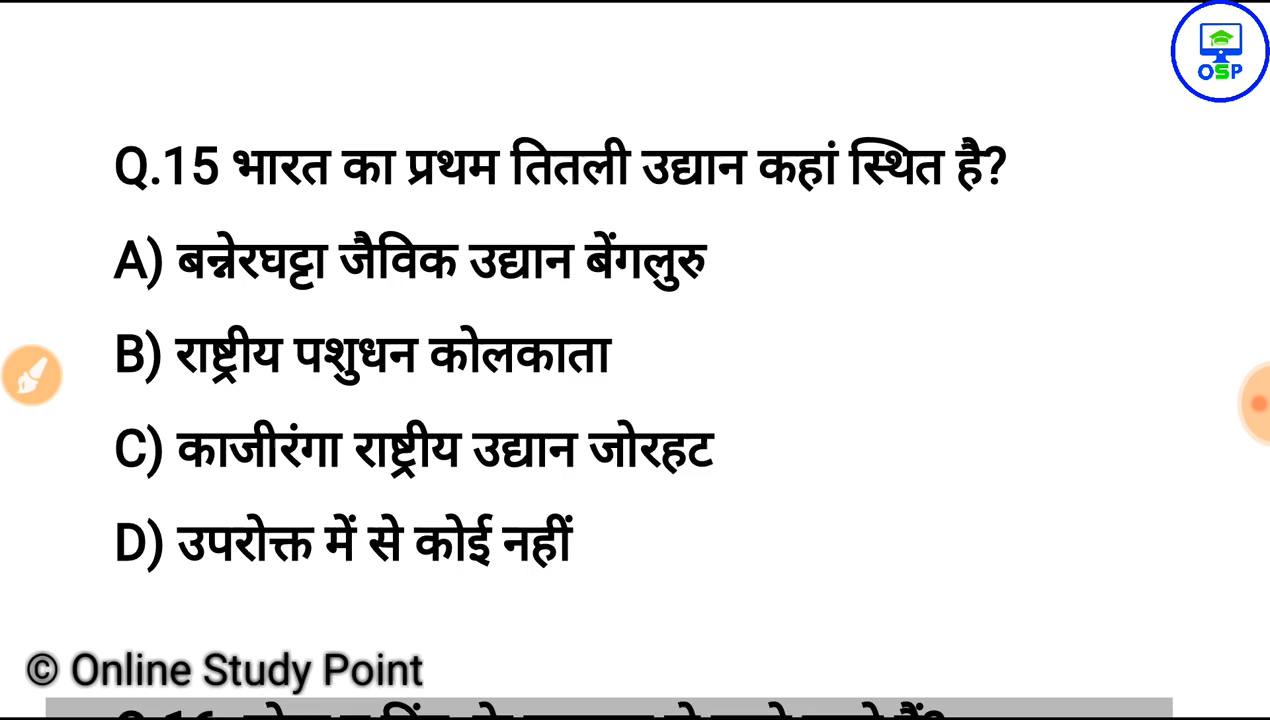 OSP
Q.15 भारत का प्रथम तितली उद्यान कहां स्थित है?
A) बन्नेरघट्टा जैविक उद्यान बेंगलुरु
B) राष्ट्रीय पशुधन कोलकाता
C) काजीरंगा राष्ट्रीय उद्यान जोरहट
D) उपरोक्त में से कोई नहीं
© Online Study Point